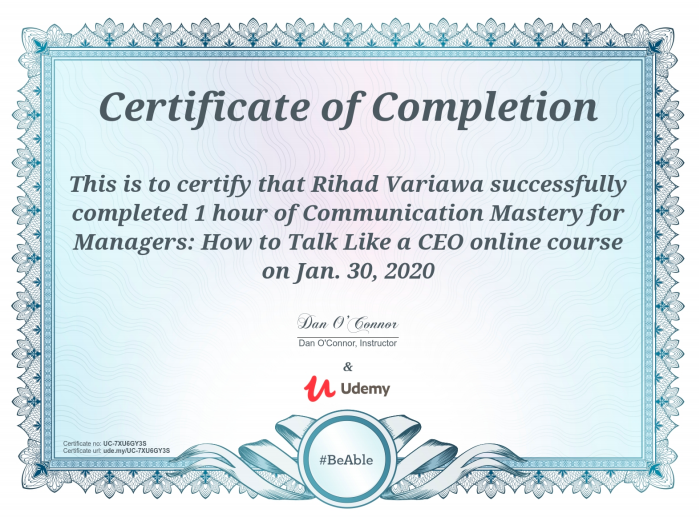 Certificate of Completion
This is to certify that Rihad Variawa successfully
completed 1 hour of Communication Mastery for
Managers: How to Talk Like a CEO online course
on Jan. 30, 2020
Dan O'Connor
Dan O'Connor, Instructor
&
Udemy
Certificate no: UC-7XU6GY3S
Certificate url: ude.my/UC-7XU6GY3S
#BeAble